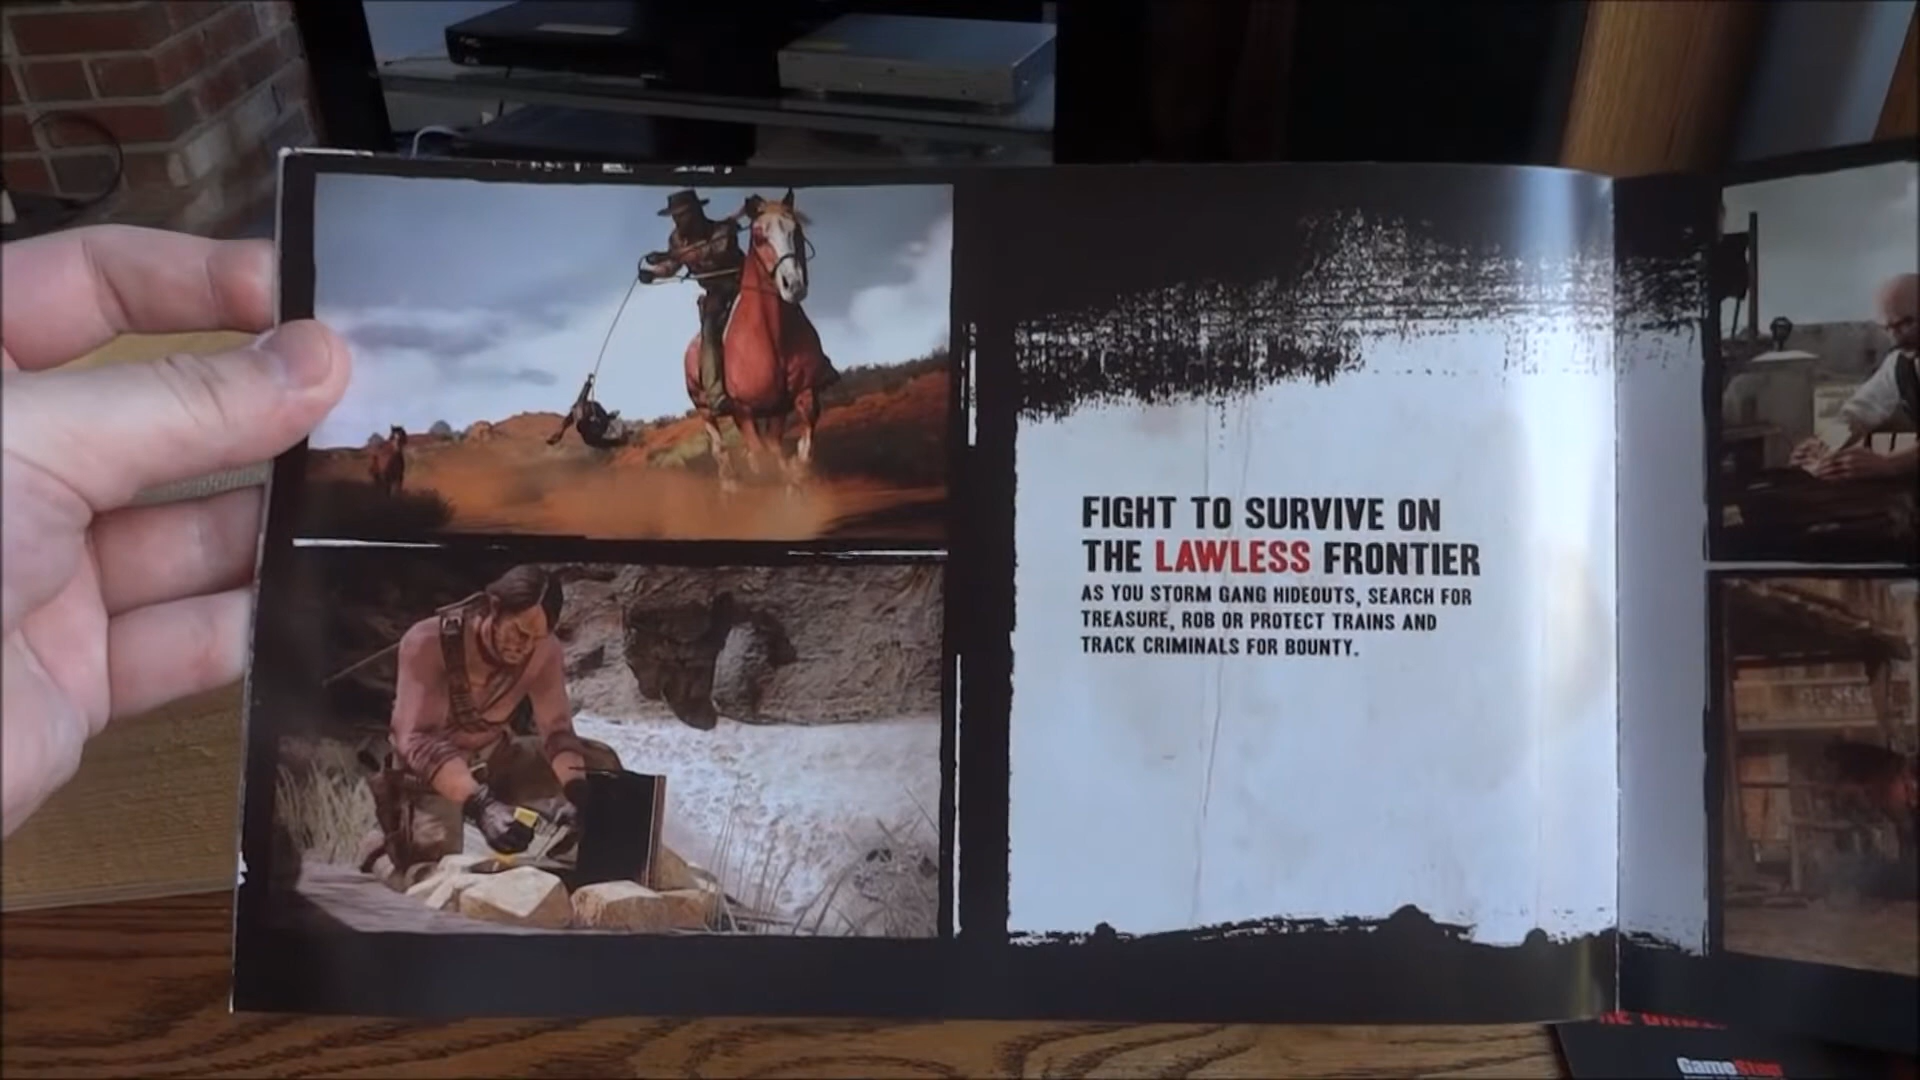 FIGHT TO SURVIVE ON
THE LAWLESS FRONTIER
AS YOU STORM GANG HIDEOUTS, SEARCH FOR
TREASURE, ROB OR PROTECT TRAINS AND
TRACK CRIMINALS FOR BOUNTY.
GameStop